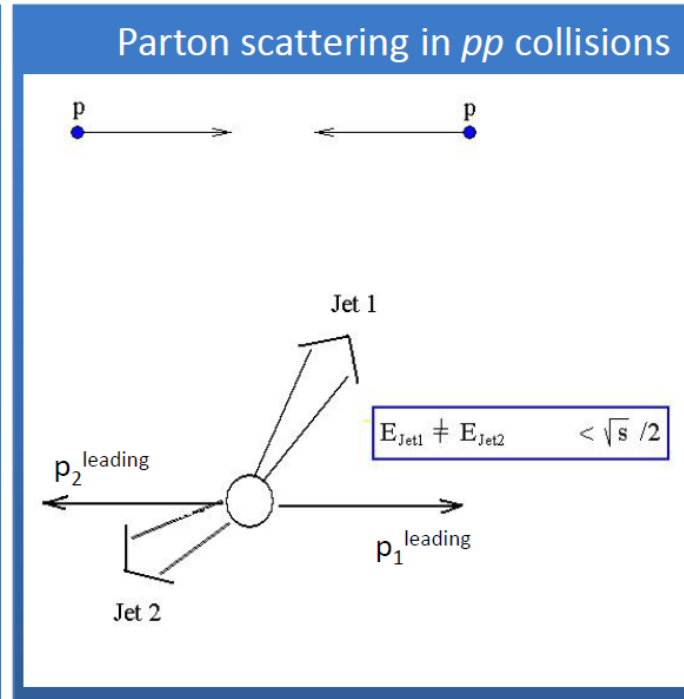 Parton scattering in pp collisions
p p
Jet 1
E_Jet1 ≠ E_Jet2 < √s /2
p₂^leading
p₁^leading
Jet 2